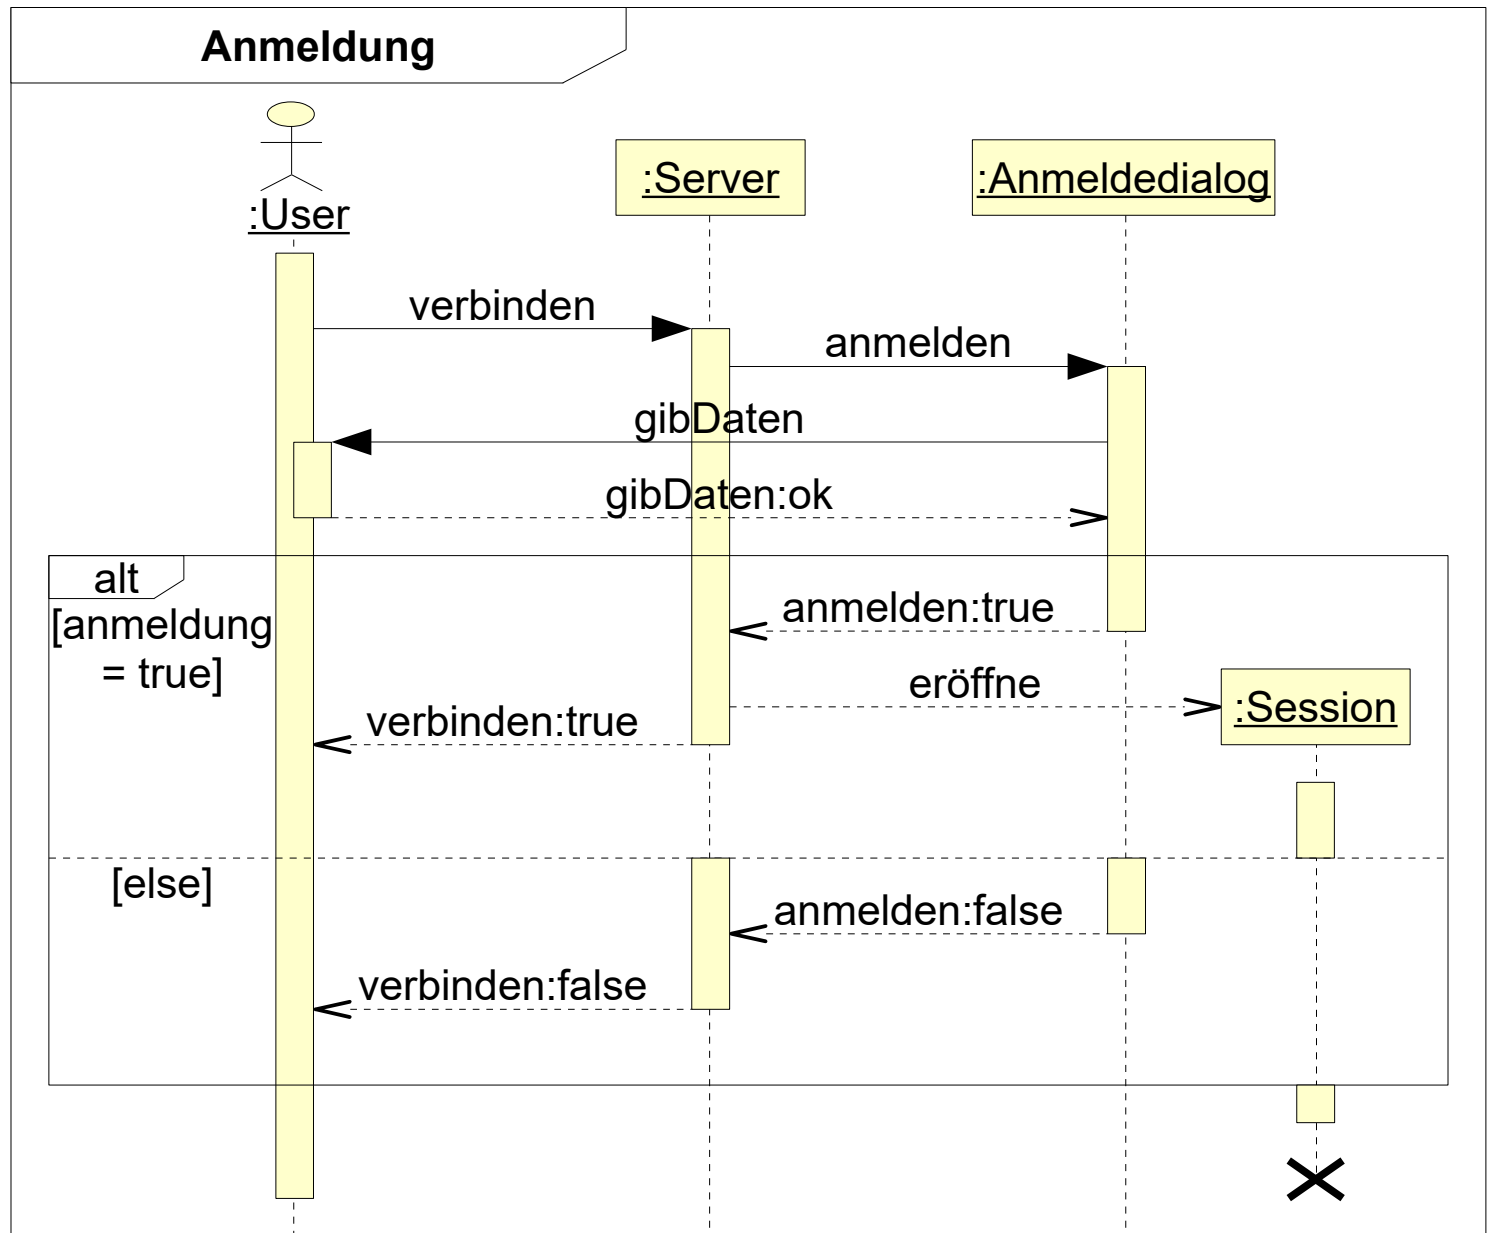 Anmeldung
:User
:Server
:Anmeldedialog
verbinden
anmelden
gibDaten
gibDaten:ok
alt
[anmeldung
= true]
anmelden:true
eröffne
:Session
verbinden:true
[else]
anmelden:false
verbinden:false